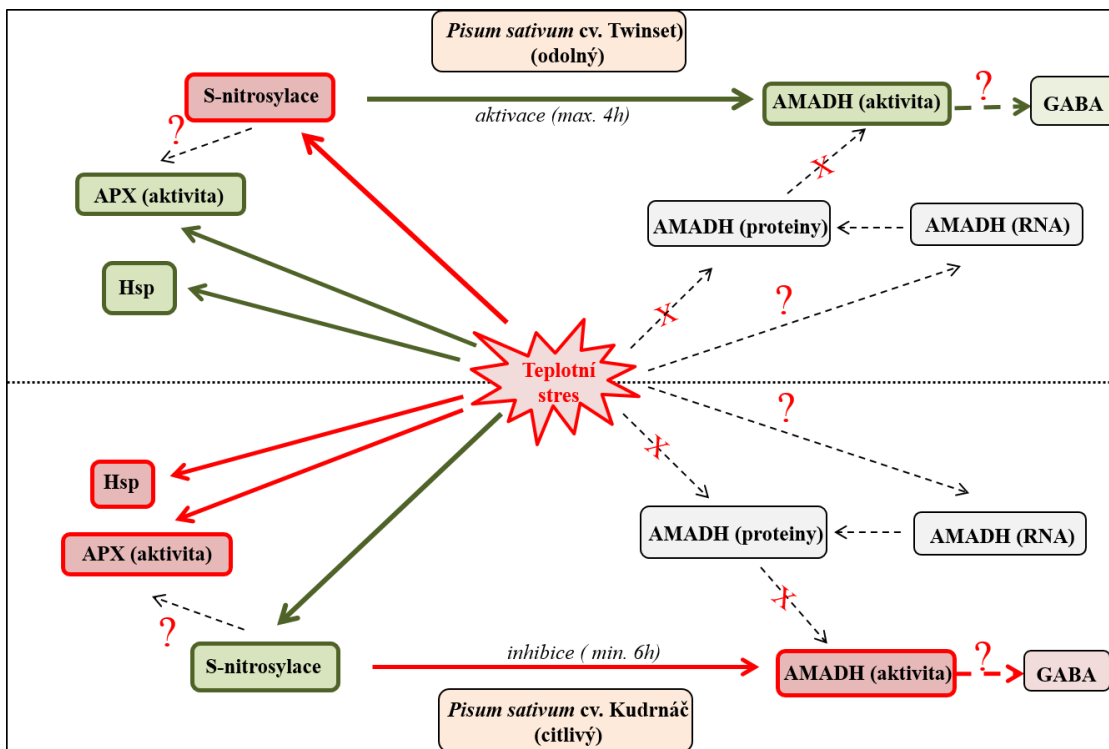 Pisum sativum cv. Twinset)
(odolný)
S-nitrosylace
aktivace (max. 4h)
AMADH (aktivita)
?
GABA
?
APX (aktivita)
X
AMADH (proteiny)
AMADH (RNA)
Hsp
X
?
Teplotní
stres
?
X
Hsp
AMADH (proteiny)
AMADH (RNA)
APX (aktivita)
X
?
S-nitrosylace
inhibice ( min. 6h)
AMADH (aktivita)
?
GABA
Pisum sativum cv. Kudrnáč
(citlivý)